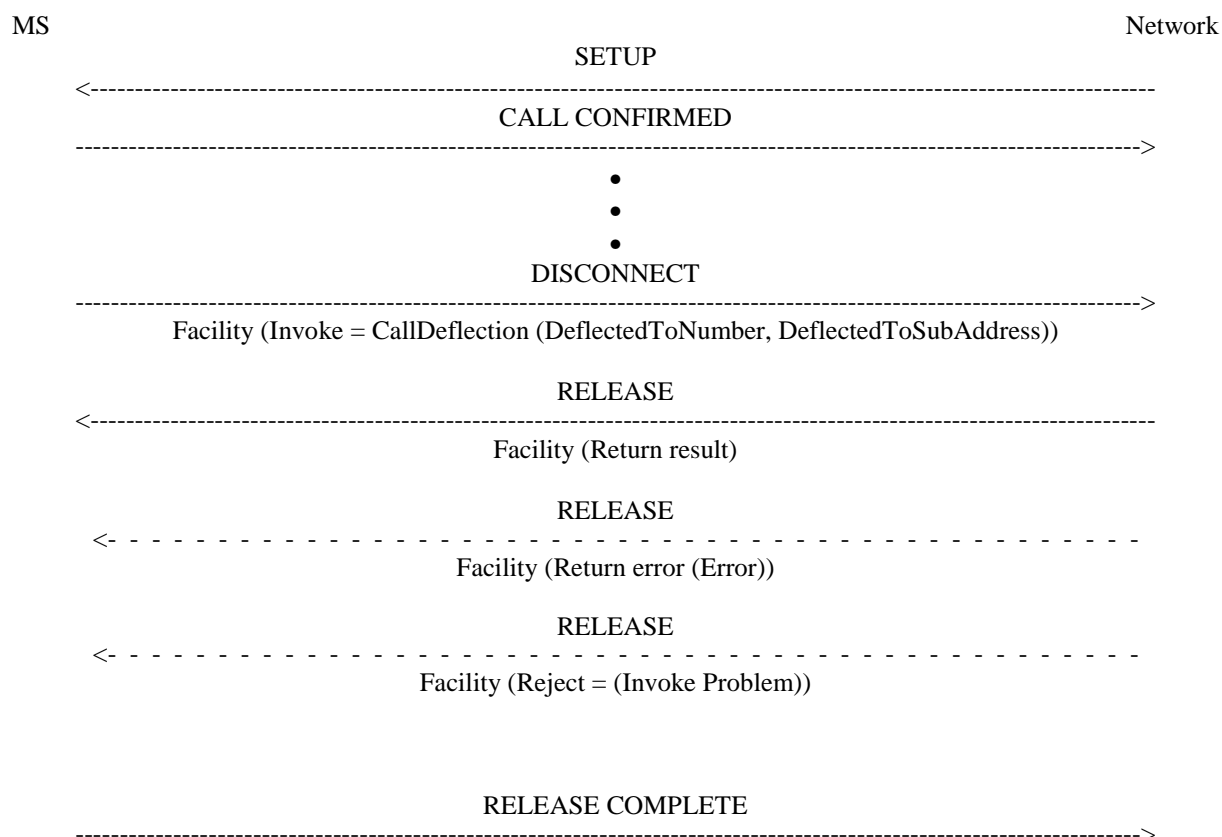 MS Network
SETUP
<------------------------------------------------------------------------------------------------------------------------
CALL CONFIRMED
------------------------------------------------------------------------------------------------------------------------>
•
•
•
DISCONNECT
------------------------------------------------------------------------------------------------------------------------>
Facility (Invoke = CallDeflection (DeflectedToNumber, DeflectedToSubAddress))
RELEASE
<------------------------------------------------------------------------------------------------------------------------
Facility (Return result)
RELEASE
<- - - - - - - - - - - - - - - - - - - - - - - - - - - - - - - - - - - - - - - - - - - - - - - -
Facility (Return error (Error))
RELEASE
<- - - - - - - - - - - - - - - - - - - - - - - - - - - - - - - - - - - - - - - - - - - - - - - -
Facility (Reject = (Invoke Problem))
RELEASE COMPLETE
------------------------------------------------------------------------------------------------------------------------>